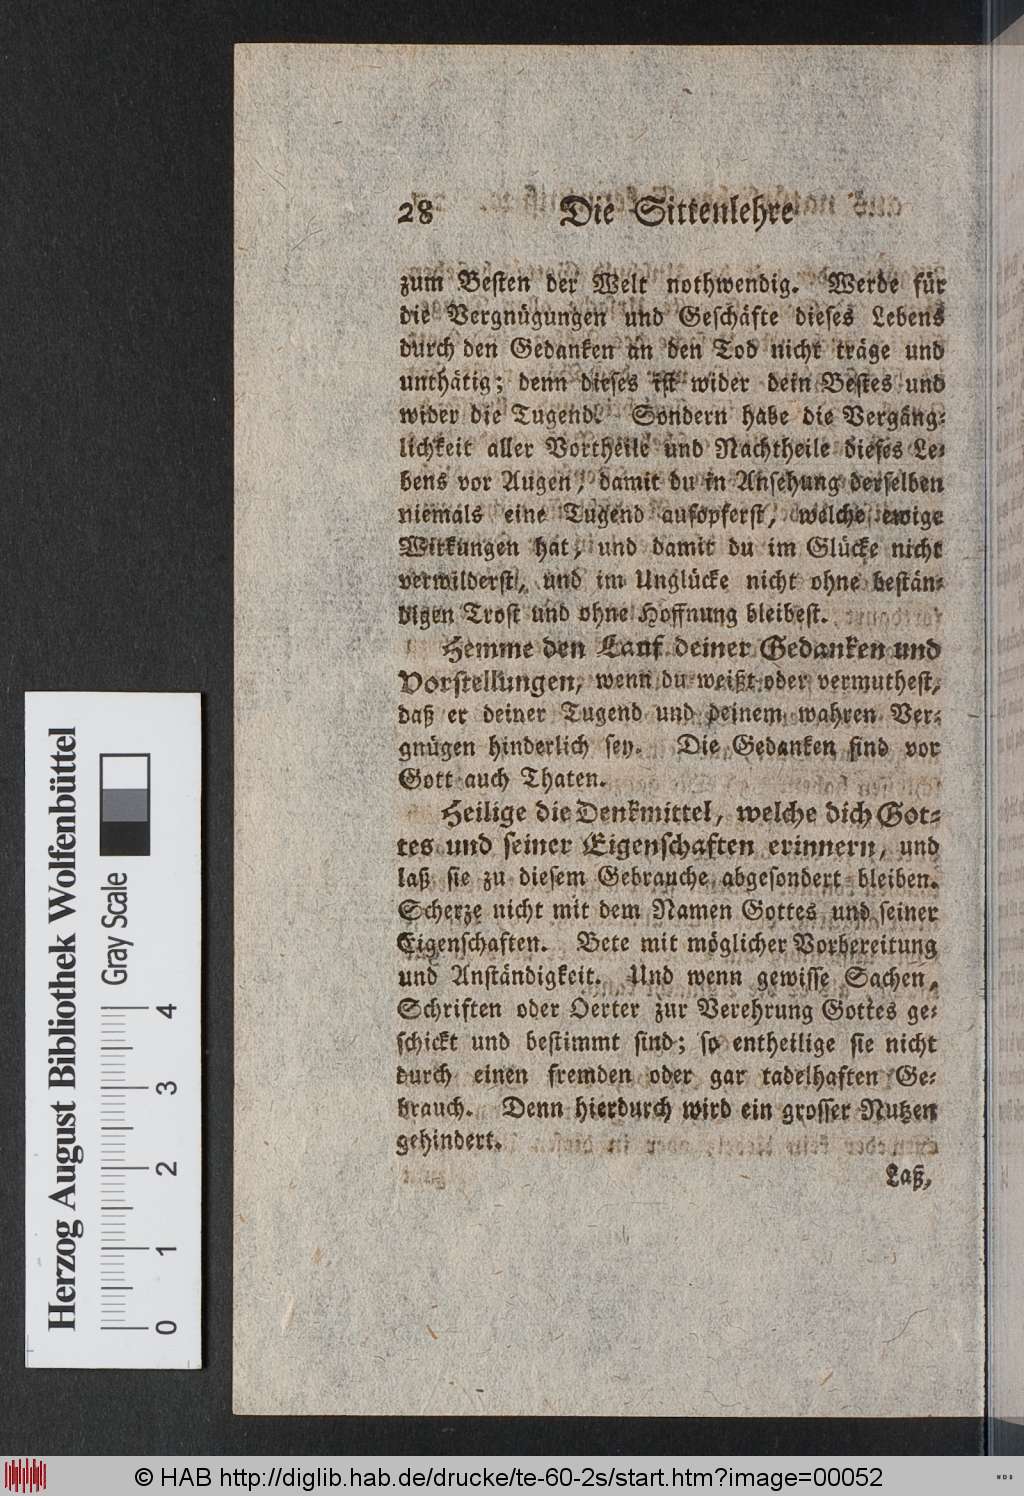 28 Die Sittenlehre
zum Besten der Welt nothwendig. Werde für
die Vergnügungen und Geschäfte dieses Lebens
durch den Gedanken an den Tod nicht träge und
unthätig; denn dieses ist wider dein Bestes und
wider die Tugend. Sondern habe die Vergäng-
lichkeit aller Vortheile und Nachtheile dieses Le-
bens vor Augen, damit du in Ansehung derselben
niemals eine Tugend aufopferst, welche ewige
Wirkungen hat, und damit du im Glücke nicht
verwilderst, und im Unglücke nicht ohne bestän-
digen Trost und ohne Hoffnung bleibest.
Hemme den Lauf deiner Gedanken und
Vorstellungen, wenn du weißt oder vermuthest,
daß er deiner Tugend und deinem wahren Ver-
gnügen hinderlich sey. Die Gedanken sind vor
Gott auch Thaten.
Heilige die Denkmittel, welche dich Got-
tes und seiner Eigenschaften erinnern, und
laß sie zu diesem Gebrauche abgesondert bleiben.
Scherze nicht mit dem Namen Gottes und seiner
Eigenschaften. Bete mit möglicher Vorbereitung
und Anständigkeit. Und wenn gewisse Sachen,
Schriften oder Oerter zur Verehrung Gottes ge-
schickt und bestimmt sind; so entheilige sie nicht
durch einen fremden oder gar tadelhaften Ge-
brauch. Denn hierdurch wird ein grosser Nutzen
gehindert.
Laß,
Herzog August Bibliothek Wolfenbüttel
Gray Scale
0 1 2 3 4
© HAB http://diglib.hab.de/drucke/te-60-2s/start.htm?image=00052